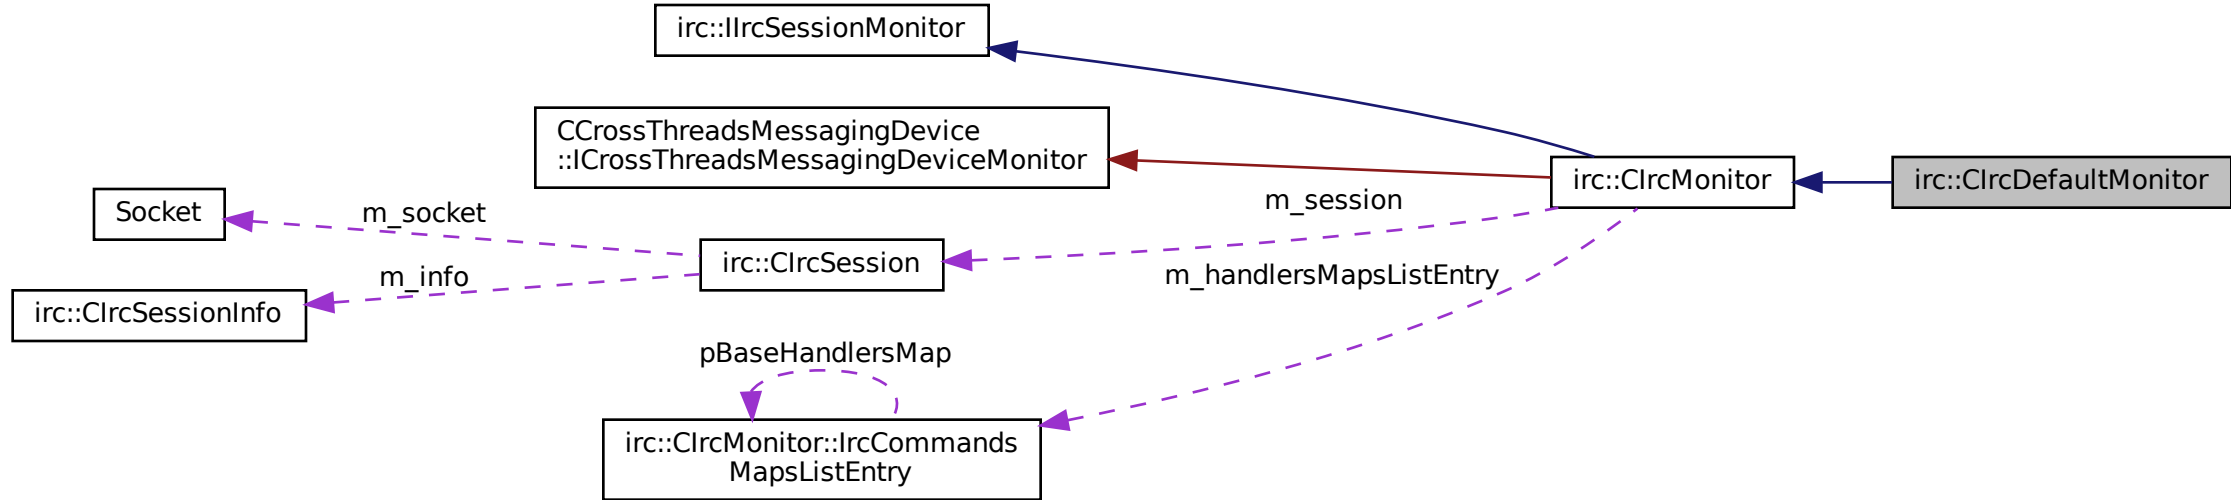 irc::IIrcSessionMonitor
CCrossThreadsMessagingDevice
::ICrossThreadsMessagingDeviceMonitor
irc::CIrcMonitor
irc::CIrcDefaultMonitor
Socket
m_socket
m_session
irc::CIrcSession
m_info
m_handlersMapsListEntry
irc::CIrcSessionInfo
pBaseHandlersMap
irc::CIrcMonitor::IrcCommands
MapsListEntry